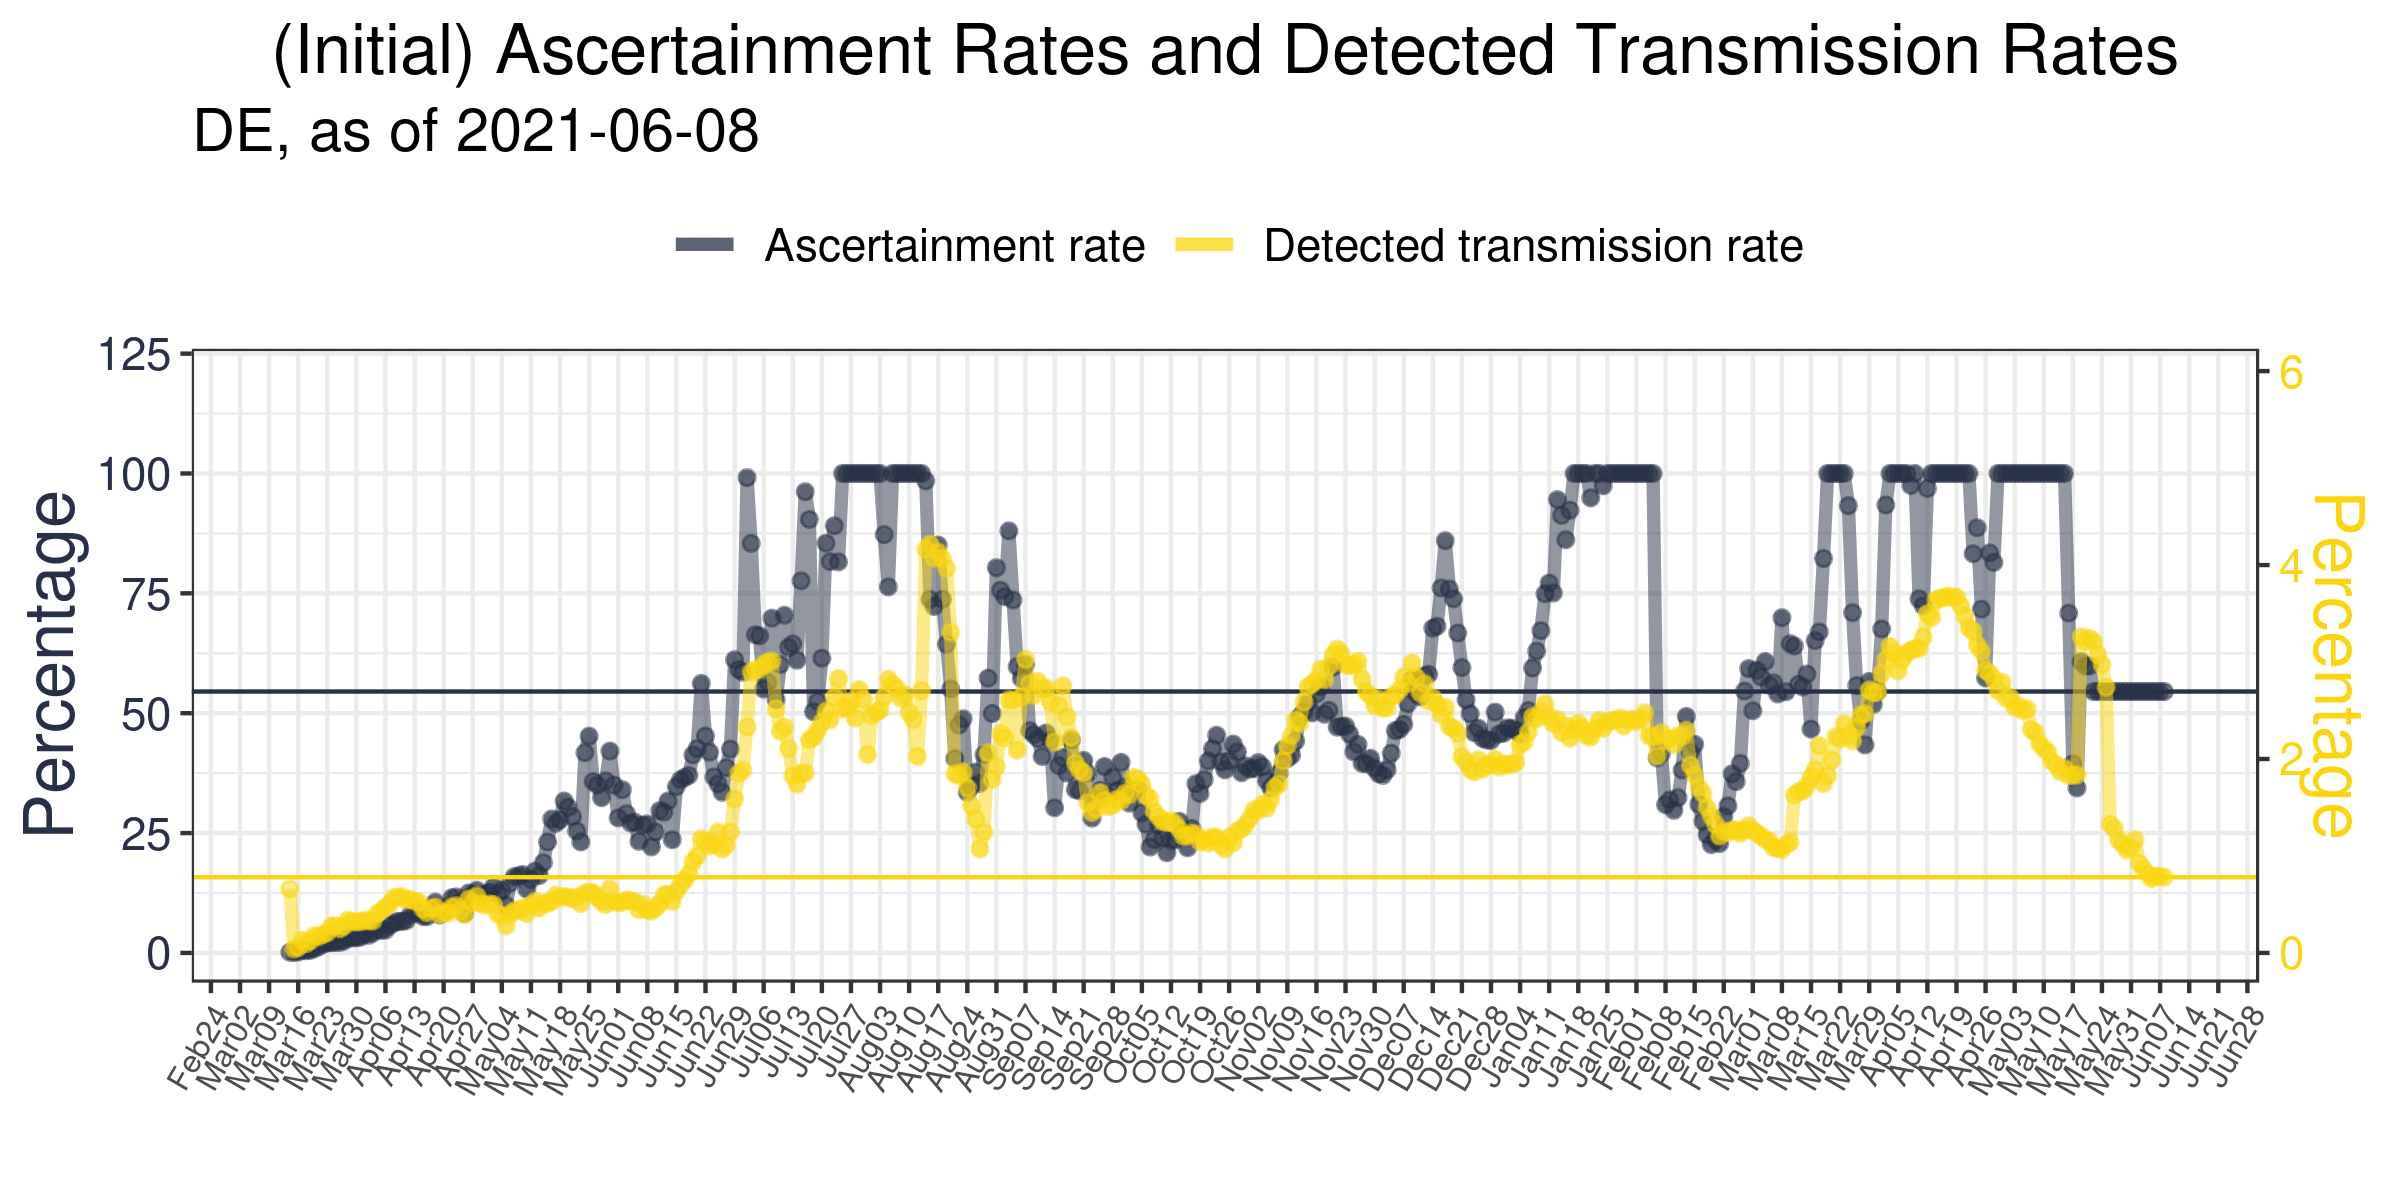 (Initial) Ascertainment Rates and Detected Transmission Rates
DE, as of 2021-06-08
Ascertainment rate
Detected transmission rate
125
100
75
50
25
0
Percentage
6
4
2
0
Percentage
Feb24
Mar02
Mar09
Mar16
Mar23
Mar30
Apr06
Apr13
Apr20
Apr27
May04
May11
May18
May25
Jun01
Jun08
Jun15
Jun22
Jun29
Jul06
Jul13
Jul20
Jul27
Aug03
Aug10
Aug17
Aug24
Aug31
Sep07
Sep14
Sep21
Sep28
Oct05
Oct12
Oct19
Oct26
Nov02
Nov09
Nov16
Nov23
Nov30
Dec07
Dec14
Dec21
Dec28
Jan04
Jan11
Jan18
Jan25
Feb01
Feb08
Feb15
Feb22
Mar01
Mar08
Mar15
Mar22
Mar29
Apr05
Apr12
Apr19
Apr26
May03
May10
May17
May24
May31
Jun07
Jun14
Jun21
Jun28